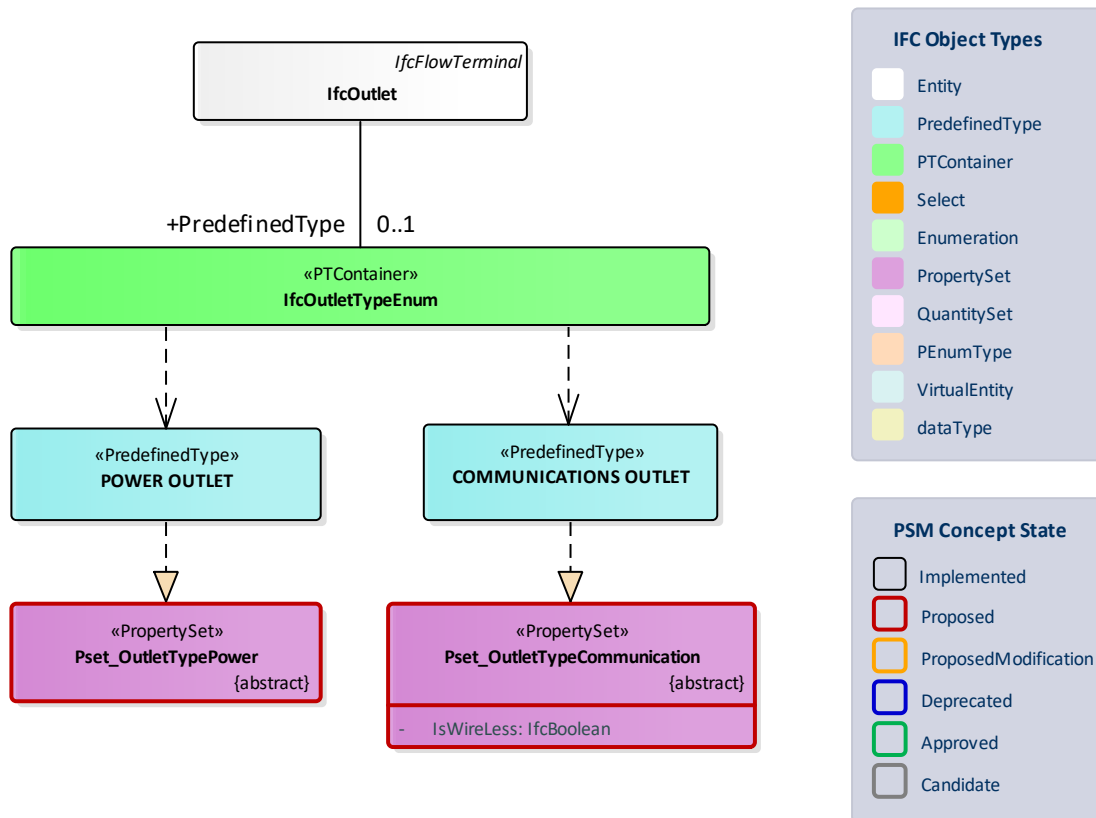 IfcFlowTerminal
IfcOutlet
+PredefinedType 0..1
«PTContainer»
IfcOutletTypeEnum
«PredefinedType»
POWER OUTLET
«PredefinedType»
COMMUNICATIONS OUTLET
«PropertySet»
Pset_OutletTypePower
{abstract}
«PropertySet»
Pset_OutletTypeCommunication
{abstract}
- IsWireLess: IfcBoolean
IFC Object Types
Entity
PredefinedType
PTContainer
Select
Enumeration
PropertySet
QuantitySet
PEnumType
VirtualEntity
dataType
PSM Concept State
Implemented
Proposed
ProposedModification
Deprecated
Approved
Candidate